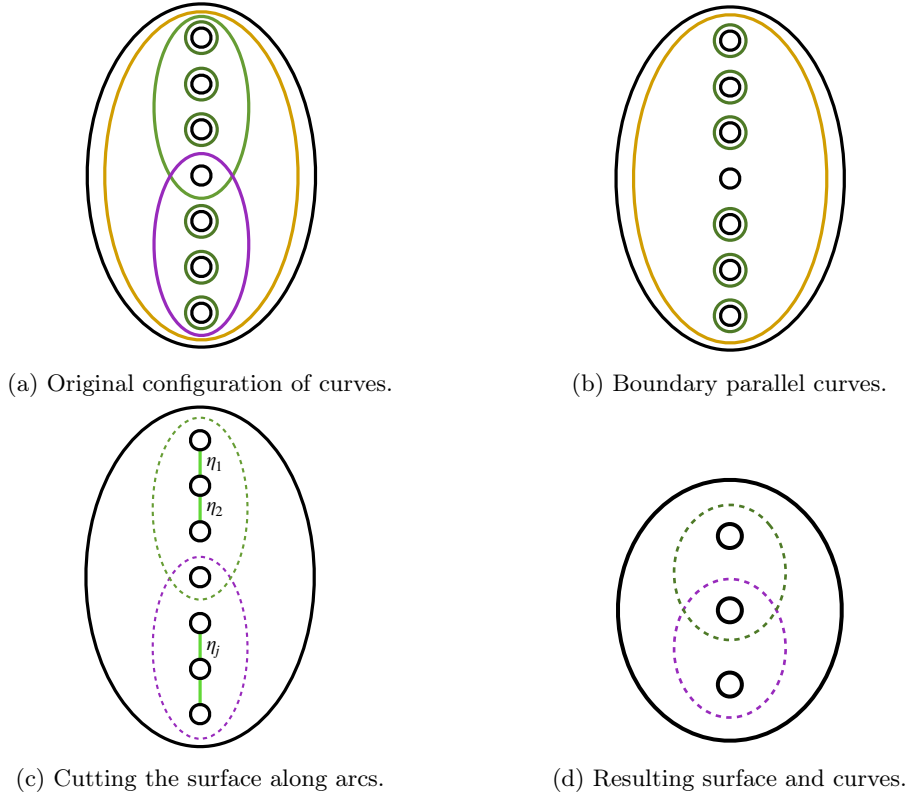 (a) Original configuration of curves.
(b) Boundary parallel curves.
η₁
η₂
ηⱼ
(c) Cutting the surface along arcs.
(d) Resulting surface and curves.